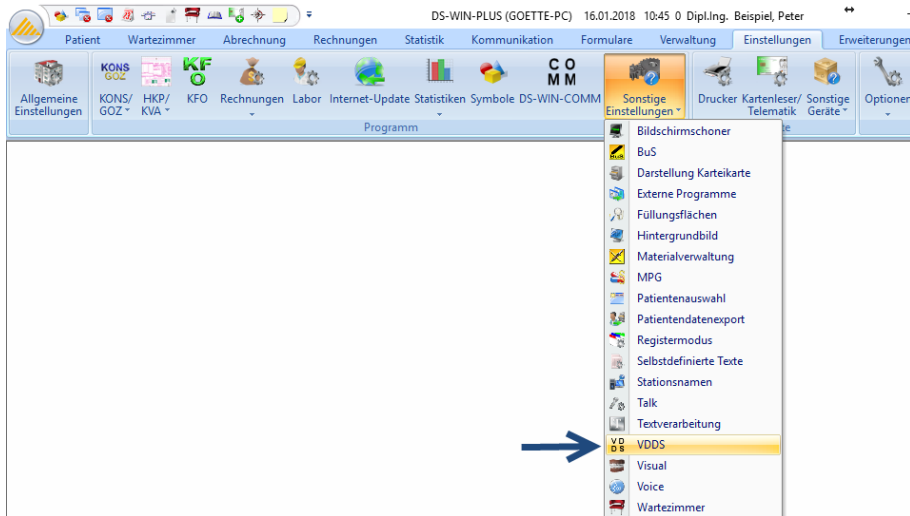 DS-WIN-PLUS (GOETTE-PC) 16.01.2018 10:45 0 Dipl.Ing. Beispiel, Peter
Patient Wartezimmer Abrechnung Rechnungen Statistik Kommunikation Formulare Verwaltung Einstellungen Erweiterungen
KONS GOZ
KF
O
C O
M M
Allgemeine
Einstellungen
KONS/
GOZ
HKP/
KVA
KFO
Rechnungen
Labor
Internet-Update
Statistiken
Symbole
DS-WIN-COMM
Sonstige
Einstellungen
Drucker
Kartenleser/
Telematik
Sonstige
Geräte
Optionen
Programm
Bildschirmschoner
BuS
Darstellung Karteikarte
Externe Programme
Füllungsflächen
Hintergrundbild
Materialverwaltung
MPG
Patientenauswahl
Patientendatenexport
Registermodus
Selbstdefinierte Texte
Stationsnamen
Talk
Textverarbeitung
V D
D S
VDDS
Visual
Voice
Wartezimmer